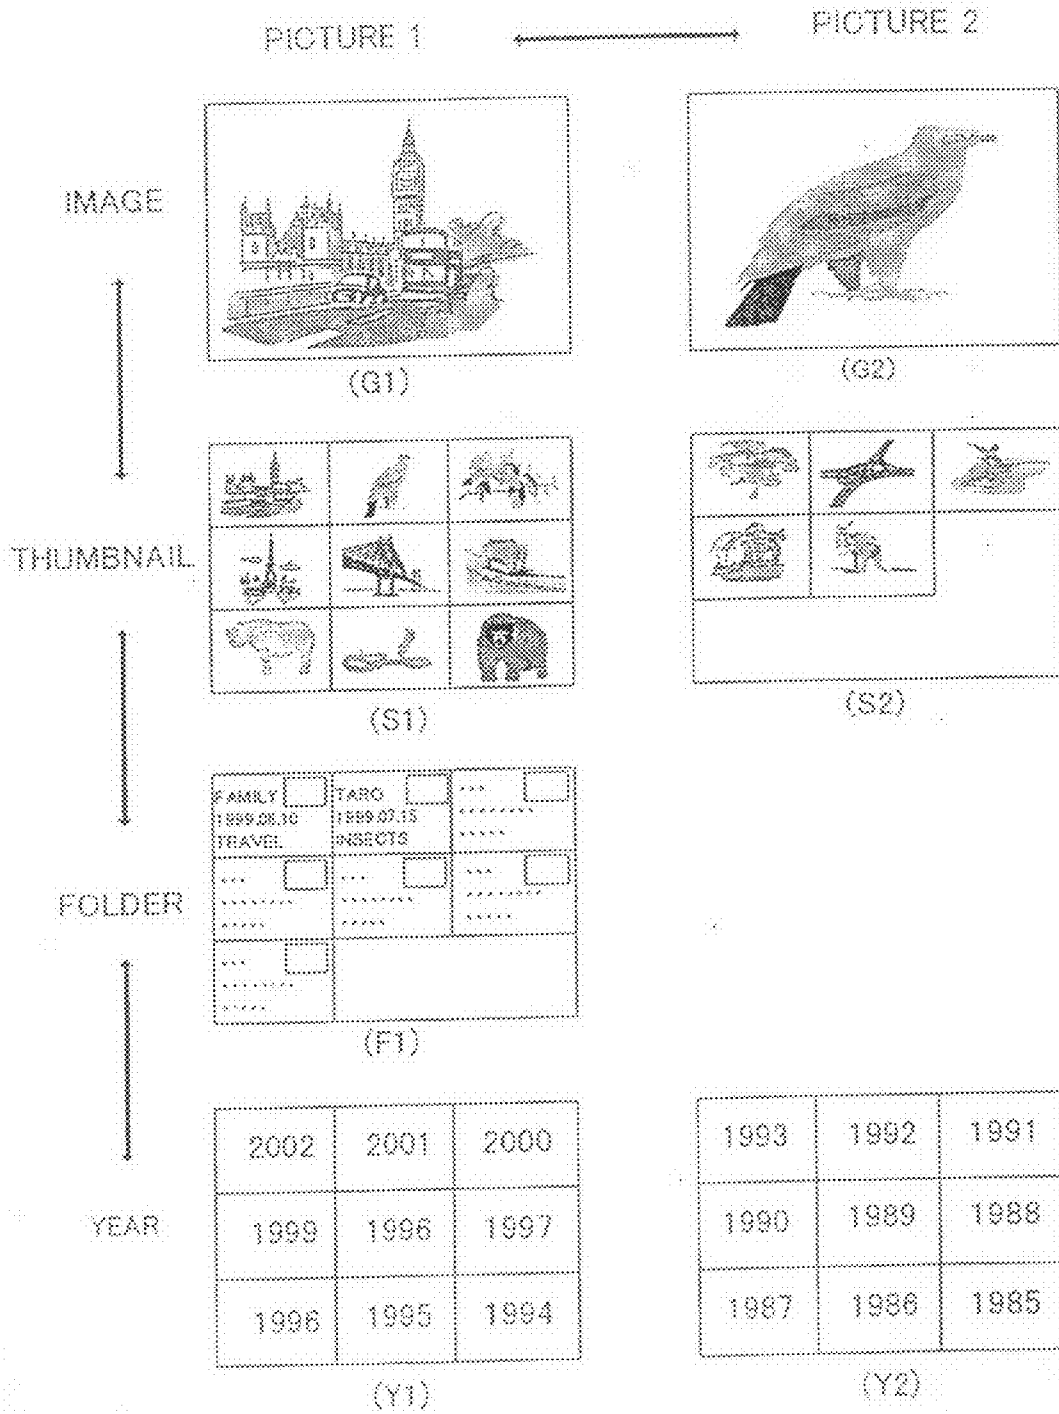 PICTURE 1
PICTURE 2
IMAGE
(G1)
(G2)
THUMBNAIL
(S1)
(S2)
FOLDER
FAMILY
1999.08.10
TRAVEL
TARO
1999.07.15
INSECTS
(F1)
YEAR
2002 2001 2000
1999 1996 1997
1996 1995 1994
(Y1)
1993 1992 1991
1990 1989 1988
1987 1986 1985
(Y2)